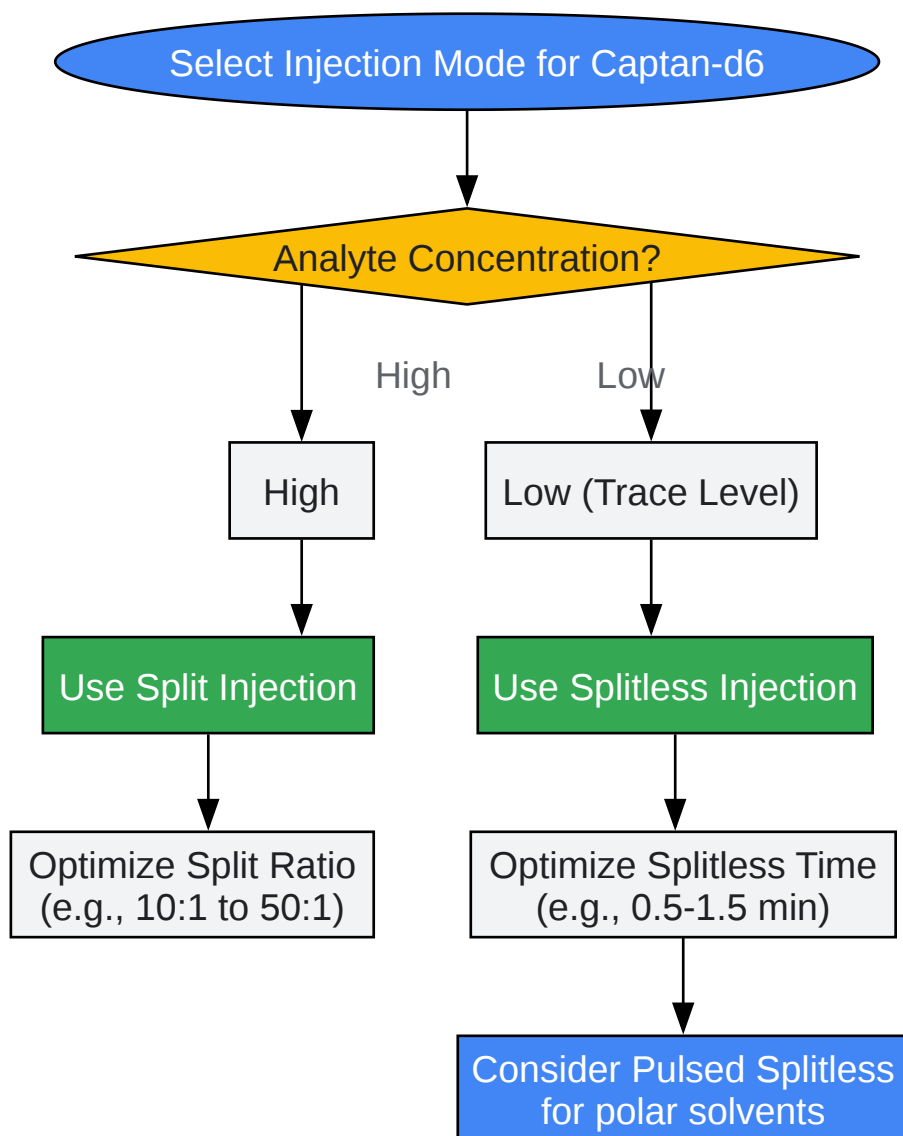 Select Injection Mode for Captan-d6
Analyte Concentration?
High
Low
High
Low (Trace Level)
Use Split Injection
Use Splitless Injection
Optimize Split Ratio
(e.g., 10:1 to 50:1)
Optimize Splitless Time
(e.g., 0.5-1.5 min)
Consider Pulsed Splitless
for polar solvents